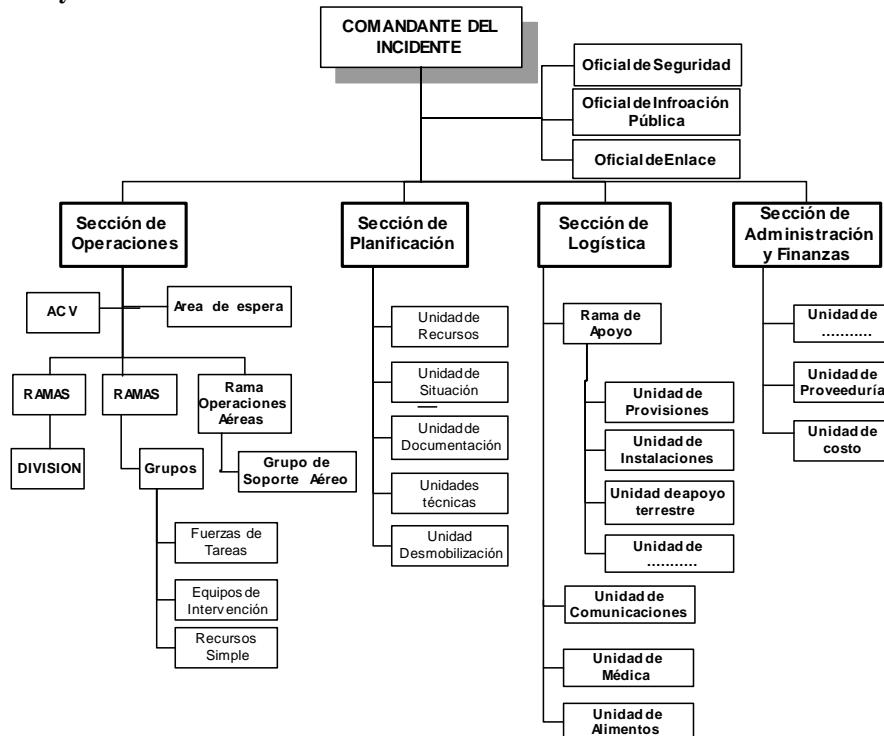 y
COMANDANTE DEL
INCIDENTE
Oficial de Seguridad
Oficial de Infroación
Pública
Oficial de Enlace
Sección de
Operaciones
Sección de
Planificación
Sección de
Logística
Sección de
Administración
y Finanzas
ACV
Area de espera
RAMAS
RAMAS
Rama
Operaciones
Aéreas
DIVISION
Grupos
Grupo de
Soporte Aéreo
Fuerzas de
Tareas
Equipos de
Intervención
Recursos
Simple
Unidad de
Recursos
Unidad de
Situación
Unidad de
Documentación
Unidades
técnicas
Unidad
Desmobilización
Rama de
Apoyo
Unidad de
Provisiones
Unidad de
Instalaciones
Unidad de apoyo
terrestre
Unidad de
...........
Unidad de
Comunicaciones
Unidad de
Médica
Unidad de
Alimentos
Unidad de
...........
Unidad de
Proveeduría
Unidad de
costo